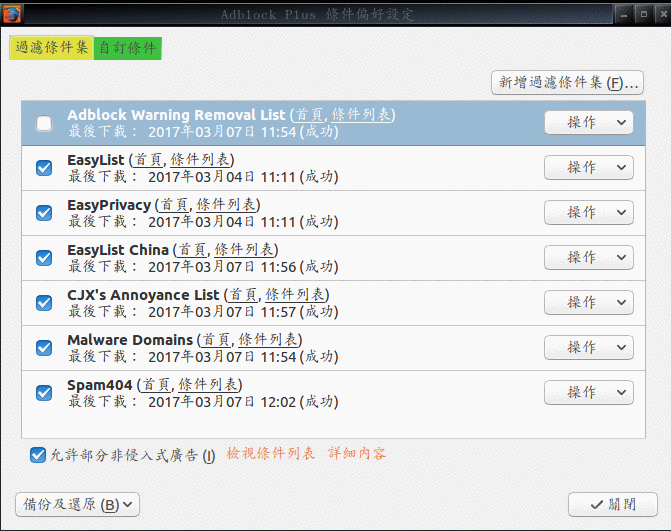 Adblock Plus 條件偏好設定
過濾條件集 自訂條件
新增過濾條件集 (F)...
Adblock Warning Removal List (首頁, 條件列表)
最後下載： 2017年03月07日 11:54 (成功)
操作
EasyList (首頁, 條件列表)
最後下載： 2017年03月04日 11:11 (成功)
操作
EasyPrivacy (首頁, 條件列表)
最後下載： 2017年03月04日 11:11 (成功)
操作
EasyList China (首頁, 條件列表)
最後下載： 2017年03月07日 11:56 (成功)
操作
CJX's Annoyance List (首頁, 條件列表)
最後下載： 2017年03月07日 11:57 (成功)
操作
Malware Domains (首頁, 條件列表)
最後下載： 2017年03月07日 11:54 (成功)
操作
Spam404 (首頁, 條件列表)
最後下載： 2017年03月07日 12:02 (成功)
操作
允許部分非侵入式廣告 (I) 檢視條件列表 詳細內容
備份及還原 (B) 關閉